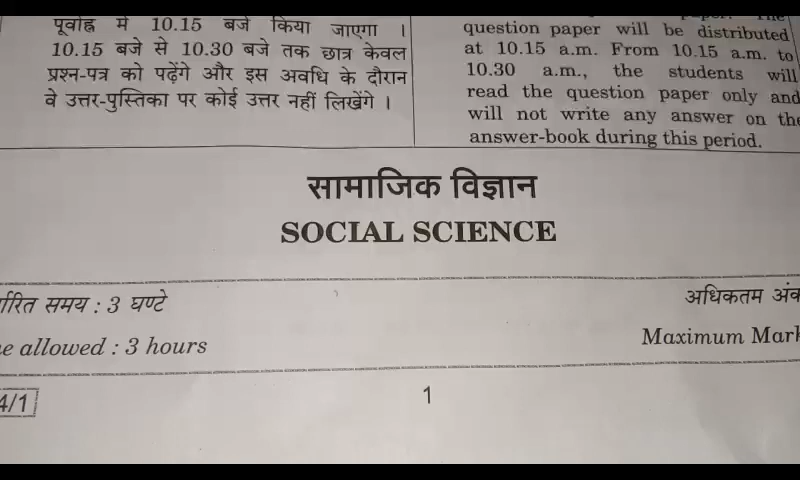 पूर्वाह्न में 10.15 बजे किया जाएगा ।
10.15 बजे से 10.30 बजे तक छात्र केवल
प्रश्न-पत्र को पढ़ेंगे और इस अवधि के दौरान
वे उत्तर-पुस्तिका पर कोई उत्तर नहीं लिखेंगे ।
paper. The
question paper will be distributed
at 10.15 a.m. From 10.15 a.m. to
10.30 a.m., the students will
read the question paper only and
will not write any answer on the
answer-book during this period.
सामाजिक विज्ञान
SOCIAL SCIENCE
समय : 3 घण्टे
अधिकतम अंक
allowed : 3 hours
Maximum Mark
4/1
1